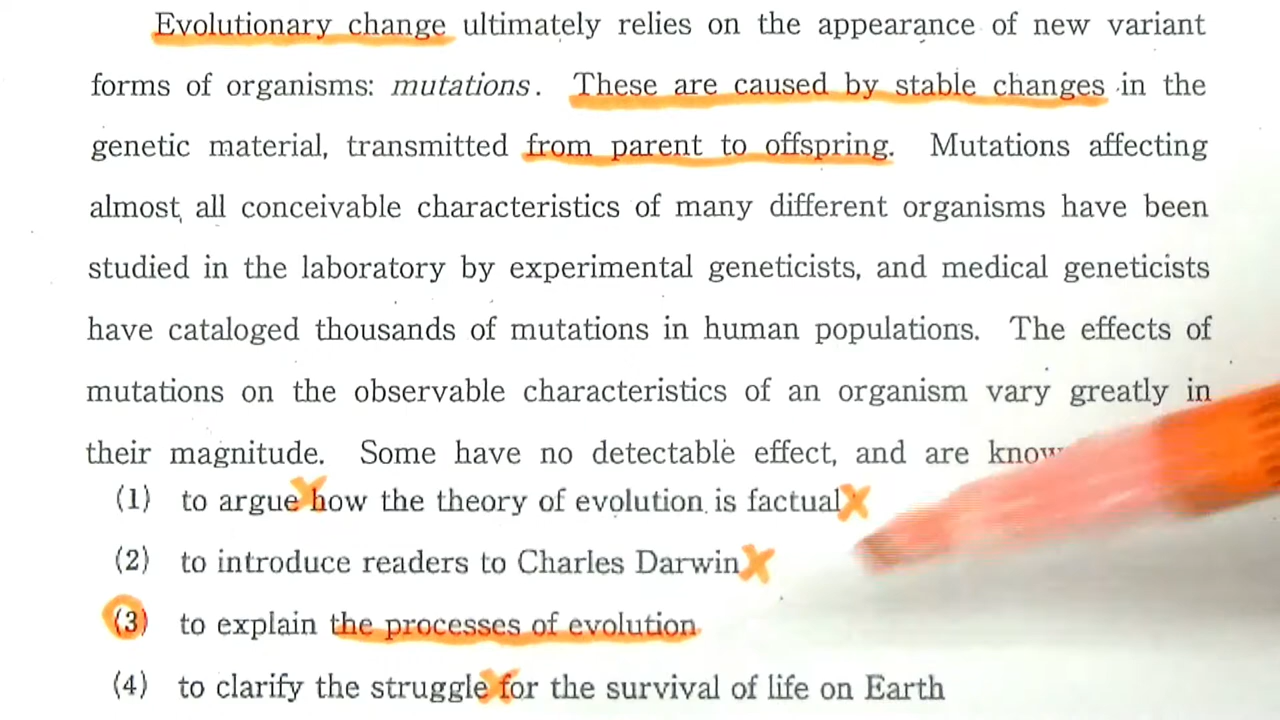 Evolutionary change ultimately relies on the appearance of new variant
forms of organisms: mutations. These are caused by stable changes in the
genetic material, transmitted from parent to offspring. Mutations affecting
almost all conceivable characteristics of many different organisms have been
studied in the laboratory by experimental geneticists, and medical geneticists
have cataloged thousands of mutations in human populations. The effects of
mutations on the observable characteristics of an organism vary greatly in
their magnitude. Some have no detectable effect, and are
(1) to argue how the theory of evolution is factual
(2) to introduce readers to Charles Darwin
(3) to explain the processes of evolution
(4) to clarify the struggle for the survival of life on Earth